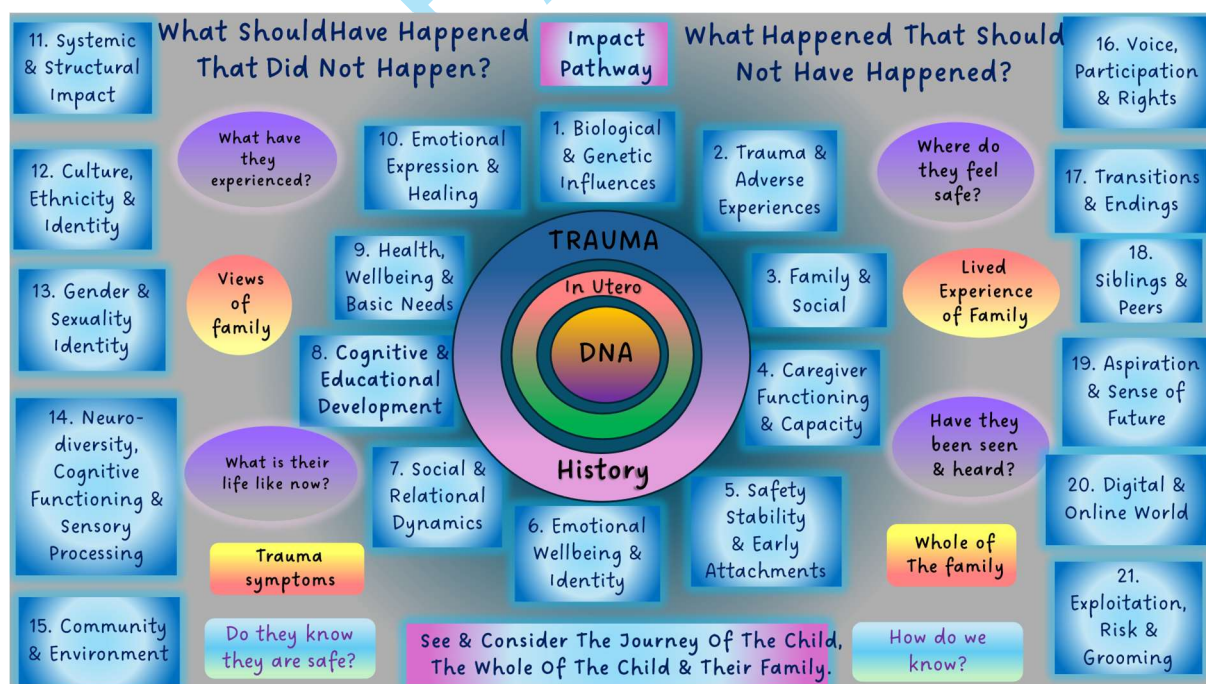 What ShouldHave Happened
That Did Not Happen?
Impact
Pathway
What Happened That Should
Not Have Happened?
11. Systemic
& Structural
Impact
16. Voice,
Participation
& Rights
What have
they
experienced?
10. Emotional
Expression &
Healing
1. Biological
& Genetic
Influences
2. Trauma &
Adverse
Experiences
Where do
they feel
safe?
12. Culture,
Ethnicity &
Identity
17. Transitions
& Endings
9. Health,
Wellbeing &
Basic Needs
TRAUMA
In Utero
DNA
History
3. Family &
Social
Views
of
family
Lived
Experience
of Family
18.
Siblings &
Peers
13. Gender &
Sexuality
Identity
8. Cognitive &
Educational
Development
4. Caregiver
Functioning
& Capacity
19. Aspiration
& Sense of
Future
14. Neuro-
diversity,
Cognitive
Functioning &
Sensory
Processing
What is their
life like now?
7. Social &
Relational
Dynamics
6. Emotional
Wellbeing &
Identity
5. Safety
Stability
& Early
Attachments
Have they
been seen
& heard?
20. Digital &
Online World
Trauma
symptoms
Whole of
The family
15. Community
& Environment
Do they know
they are safe?
See & Consider The Journey Of The Child,
The Whole Of The Child & Their Family.
How do we
know?
21.
Exploitation,
Risk &
Grooming